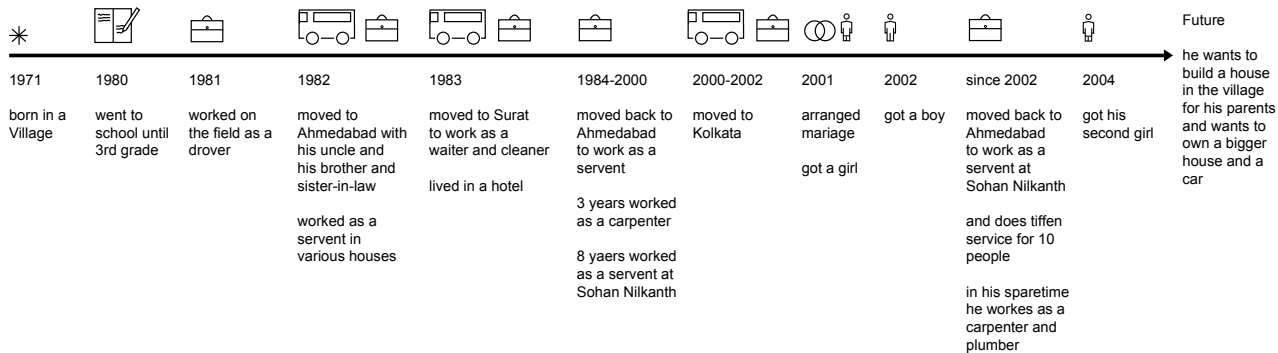 1971
born in a
Village
1980
went to
school until
3rd grade
1981
worked on
the field as a
drover
1982
moved to
Ahmedabad with
his uncle and
his brother and
sister-in-law
worked as a
servent in
various houses
1983
moved to Surat
to work as a
waiter and cleaner
lived in a hotel
1984-2000
moved back to
Ahmedabad
to work as a
servent
3 years worked
as a carpenter
8 yaers worked
as a servent at
Sohan Nilkanth
2000-2002
moved to
Kolkata
2001
arranged
mariage
got a girl
2002
got a boy
since 2002
moved back to
Ahmedabad
to work as a
servent at
Sohan Nilkanth
and does tiffen
service for 10
people
in his sparetime
he workes as a
carpenter and
plumber
2004
got his
second girl
Future
he wants to
build a house
in the village
for his parents
and wants to
own a bigger
house and a
car